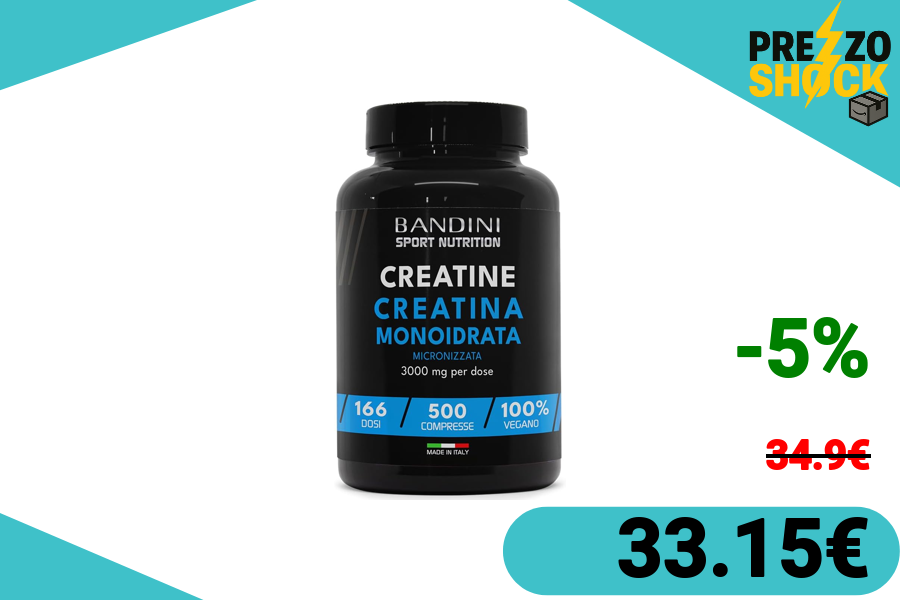 PREZZO
SHOCK
BANDINI
SPORT NUTRITION
CREATINE
CREATINA
MONOIDRATA
MICRONIZZATA
3000 mg per dose
166 DOSI
500 COMPRESSE
100% VEGANO
MADE IN ITALY
-5%
34.9€
33.15€